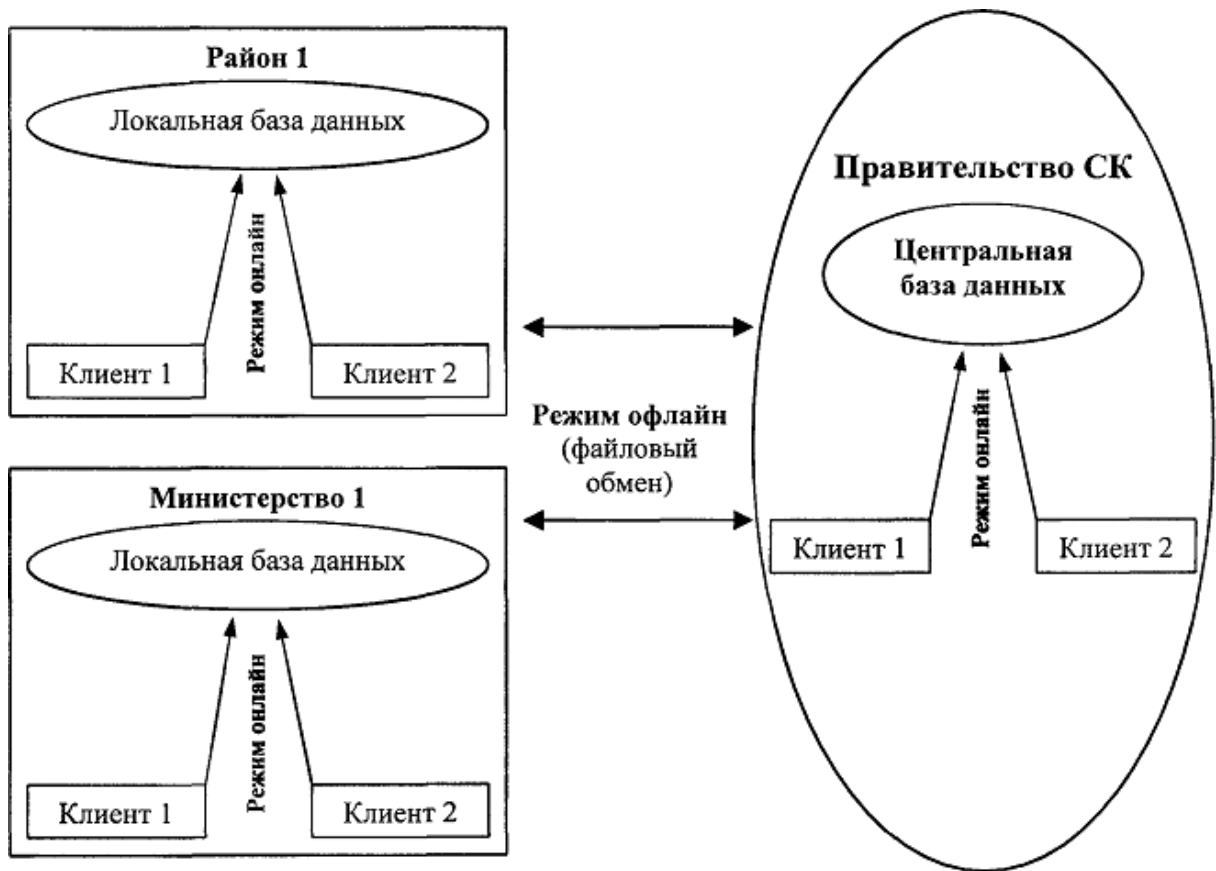 Район 1
Локальная база данных
Режим онлайн
Клиент 1
Клиент 2
Министерство 1
Локальная база данных
Режим онлайн
Клиент 1
Клиент 2
Режим офлайн
(файловый
обмен)
Правительство СК
Центральная
база данных
Режим онлайн
Клиент 1
Клиент 2